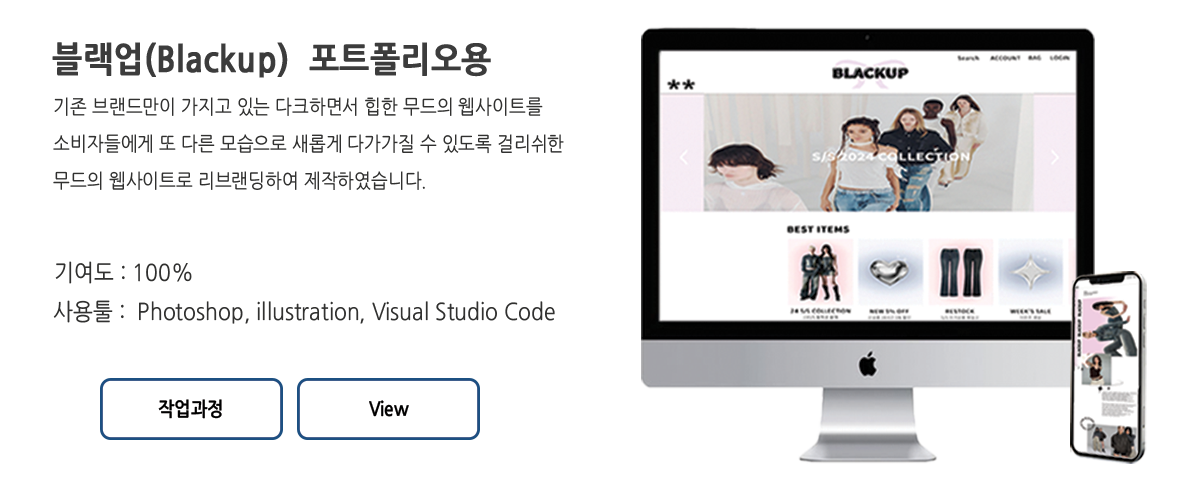 블랙업(Blackup) 포트폴리오용
기존 브랜드만이 가지고 있는 다크하면서 힙한 무드의 웹사이트를
소비자들에게 또 다른 모습으로 새롭게 다가가질 수 있도록 걸리쉬한
무드의 웹사이트로 리브랜딩하여 제작하였습니다.
기여도 : 100%
사용툴 : Photoshop, illustration, Visual Studio Code
작업과정
View
Search ACCOUNT BAG LOGIN
BLACKUP
**
S/S 2024 COLLECTION
BEST ITEMS
24 S/S COLLECTION
NEW 5% OFF
RESTOCK
WEEK'S SALE